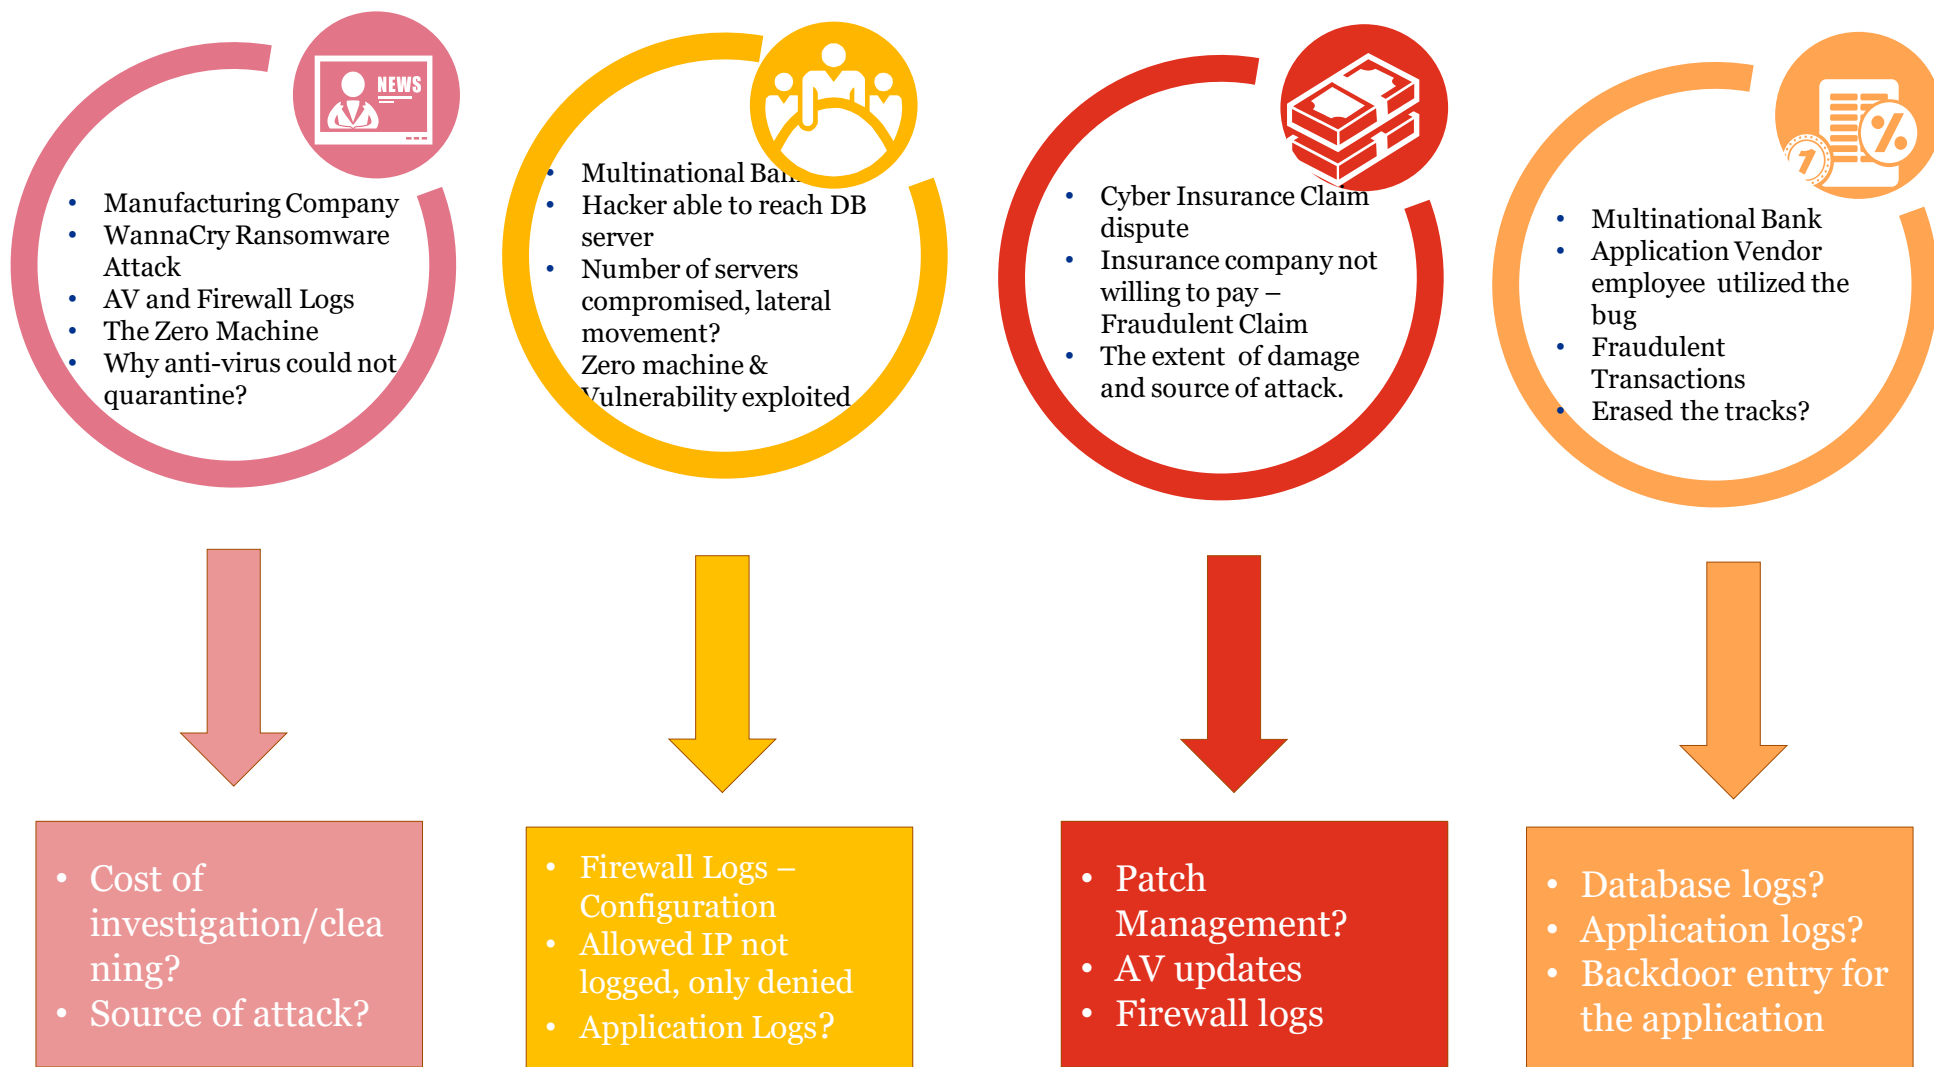 NEWS
• Manufacturing Company
• WannaCry Ransomware
Attack
• AV and Firewall Logs
• The Zero Machine
• Why anti-virus could not
quarantine?
• Multinational
• Hacker able to reach DB
server
• Number of servers
compromised, lateral
movement?
Zero machine &
Vulnerability exploited
• Cyber Insurance Claim
dispute
• Insurance company not
willing to pay –
Fraudulent Claim
• The extent of damage
and source of attack.
%
1
• Multinational Bank
• Application Vendor
employee utilized the
bug
• Fraudulent
Transactions
• Erased the tracks?
• Cost of
investigation/clea
ning?
• Source of attack?
• Firewall Logs –
Configuration
• Allowed IP not
logged, only denied
• Application Logs?
• Patch
Management?
• AV updates
• Firewall logs
• Database logs?
• Application logs?
• Backdoor entry for
the application